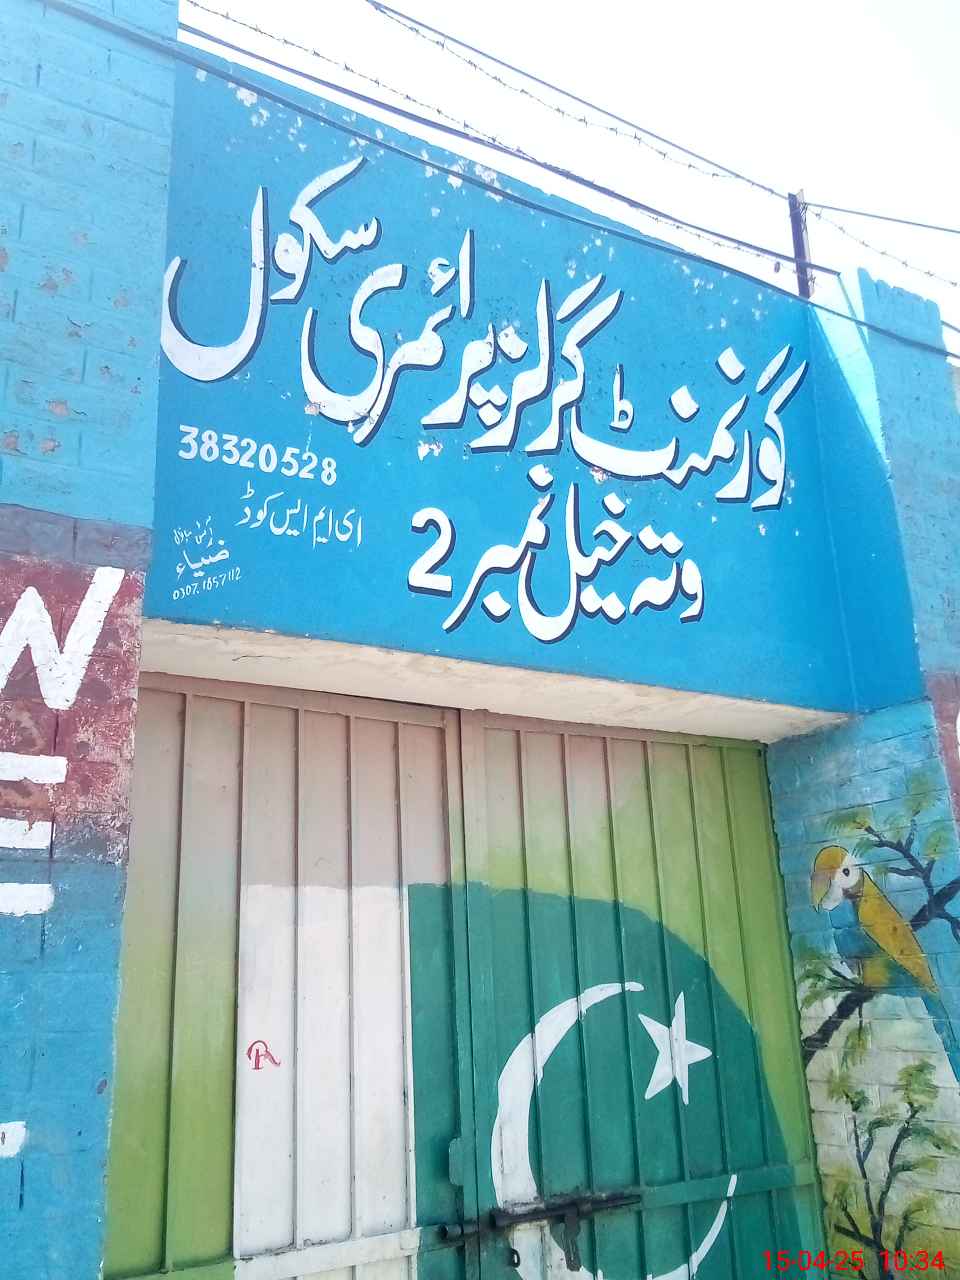 گورنمنٹ گرلز پرائمری سکول
وتہ خیل نمبر 2
38320528
ای ایم ایس کوڈ
ضیاء
0307.1657112
W
R
15-04-25 10:34